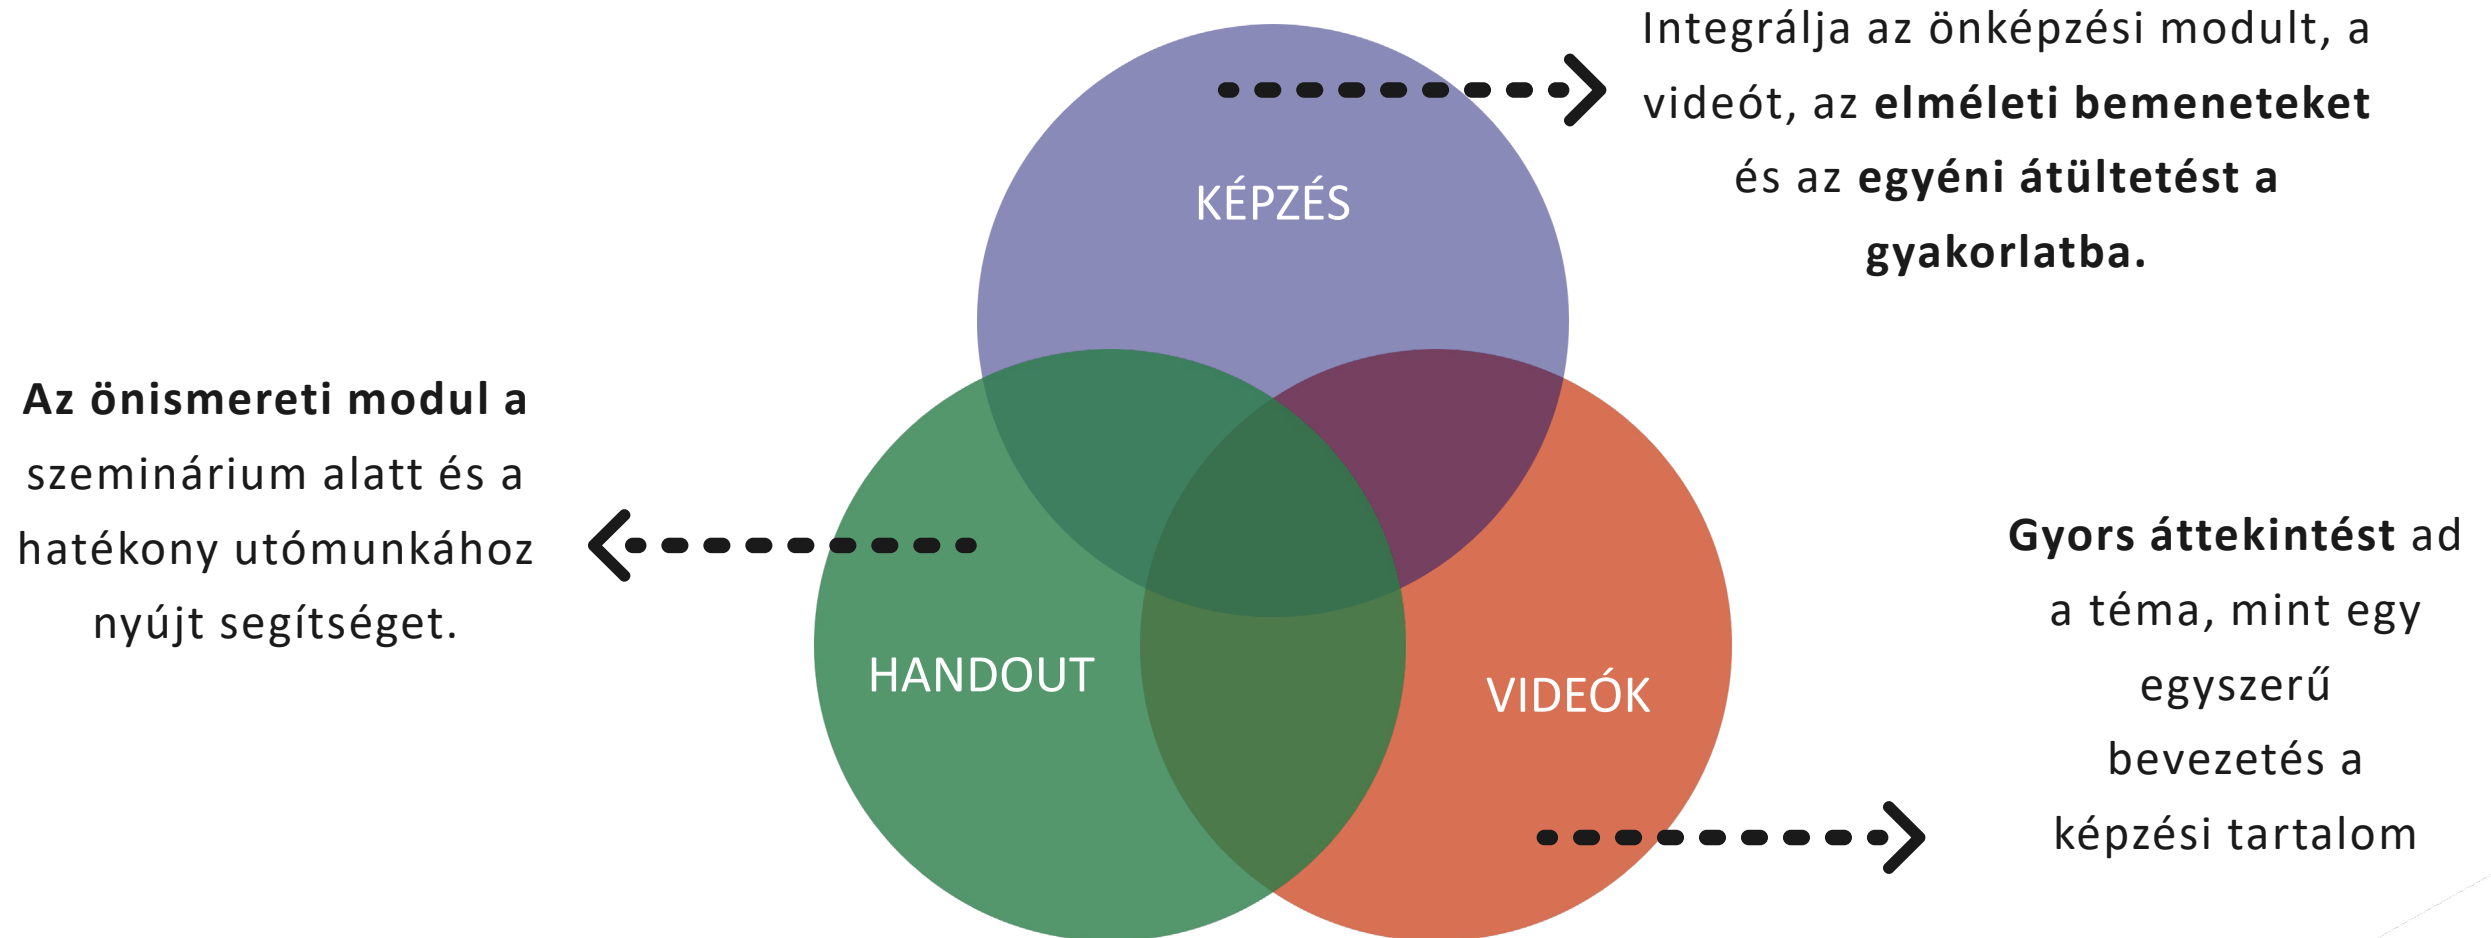 Integrálja az önképzési modult, a
videót, az elméleti bemeneteket
és az egyéni átültetést a
gyakorlatba.
KÉPZÉS
Az önismereti modul a
szeminárium alatt és a
hatékony utómunkához
nyújt segítséget.
HANDOUT
VIDEÓK
Gyors áttekintést ad
a téma, mint egy
egyszerű
bevezetés a
képzési tartalom